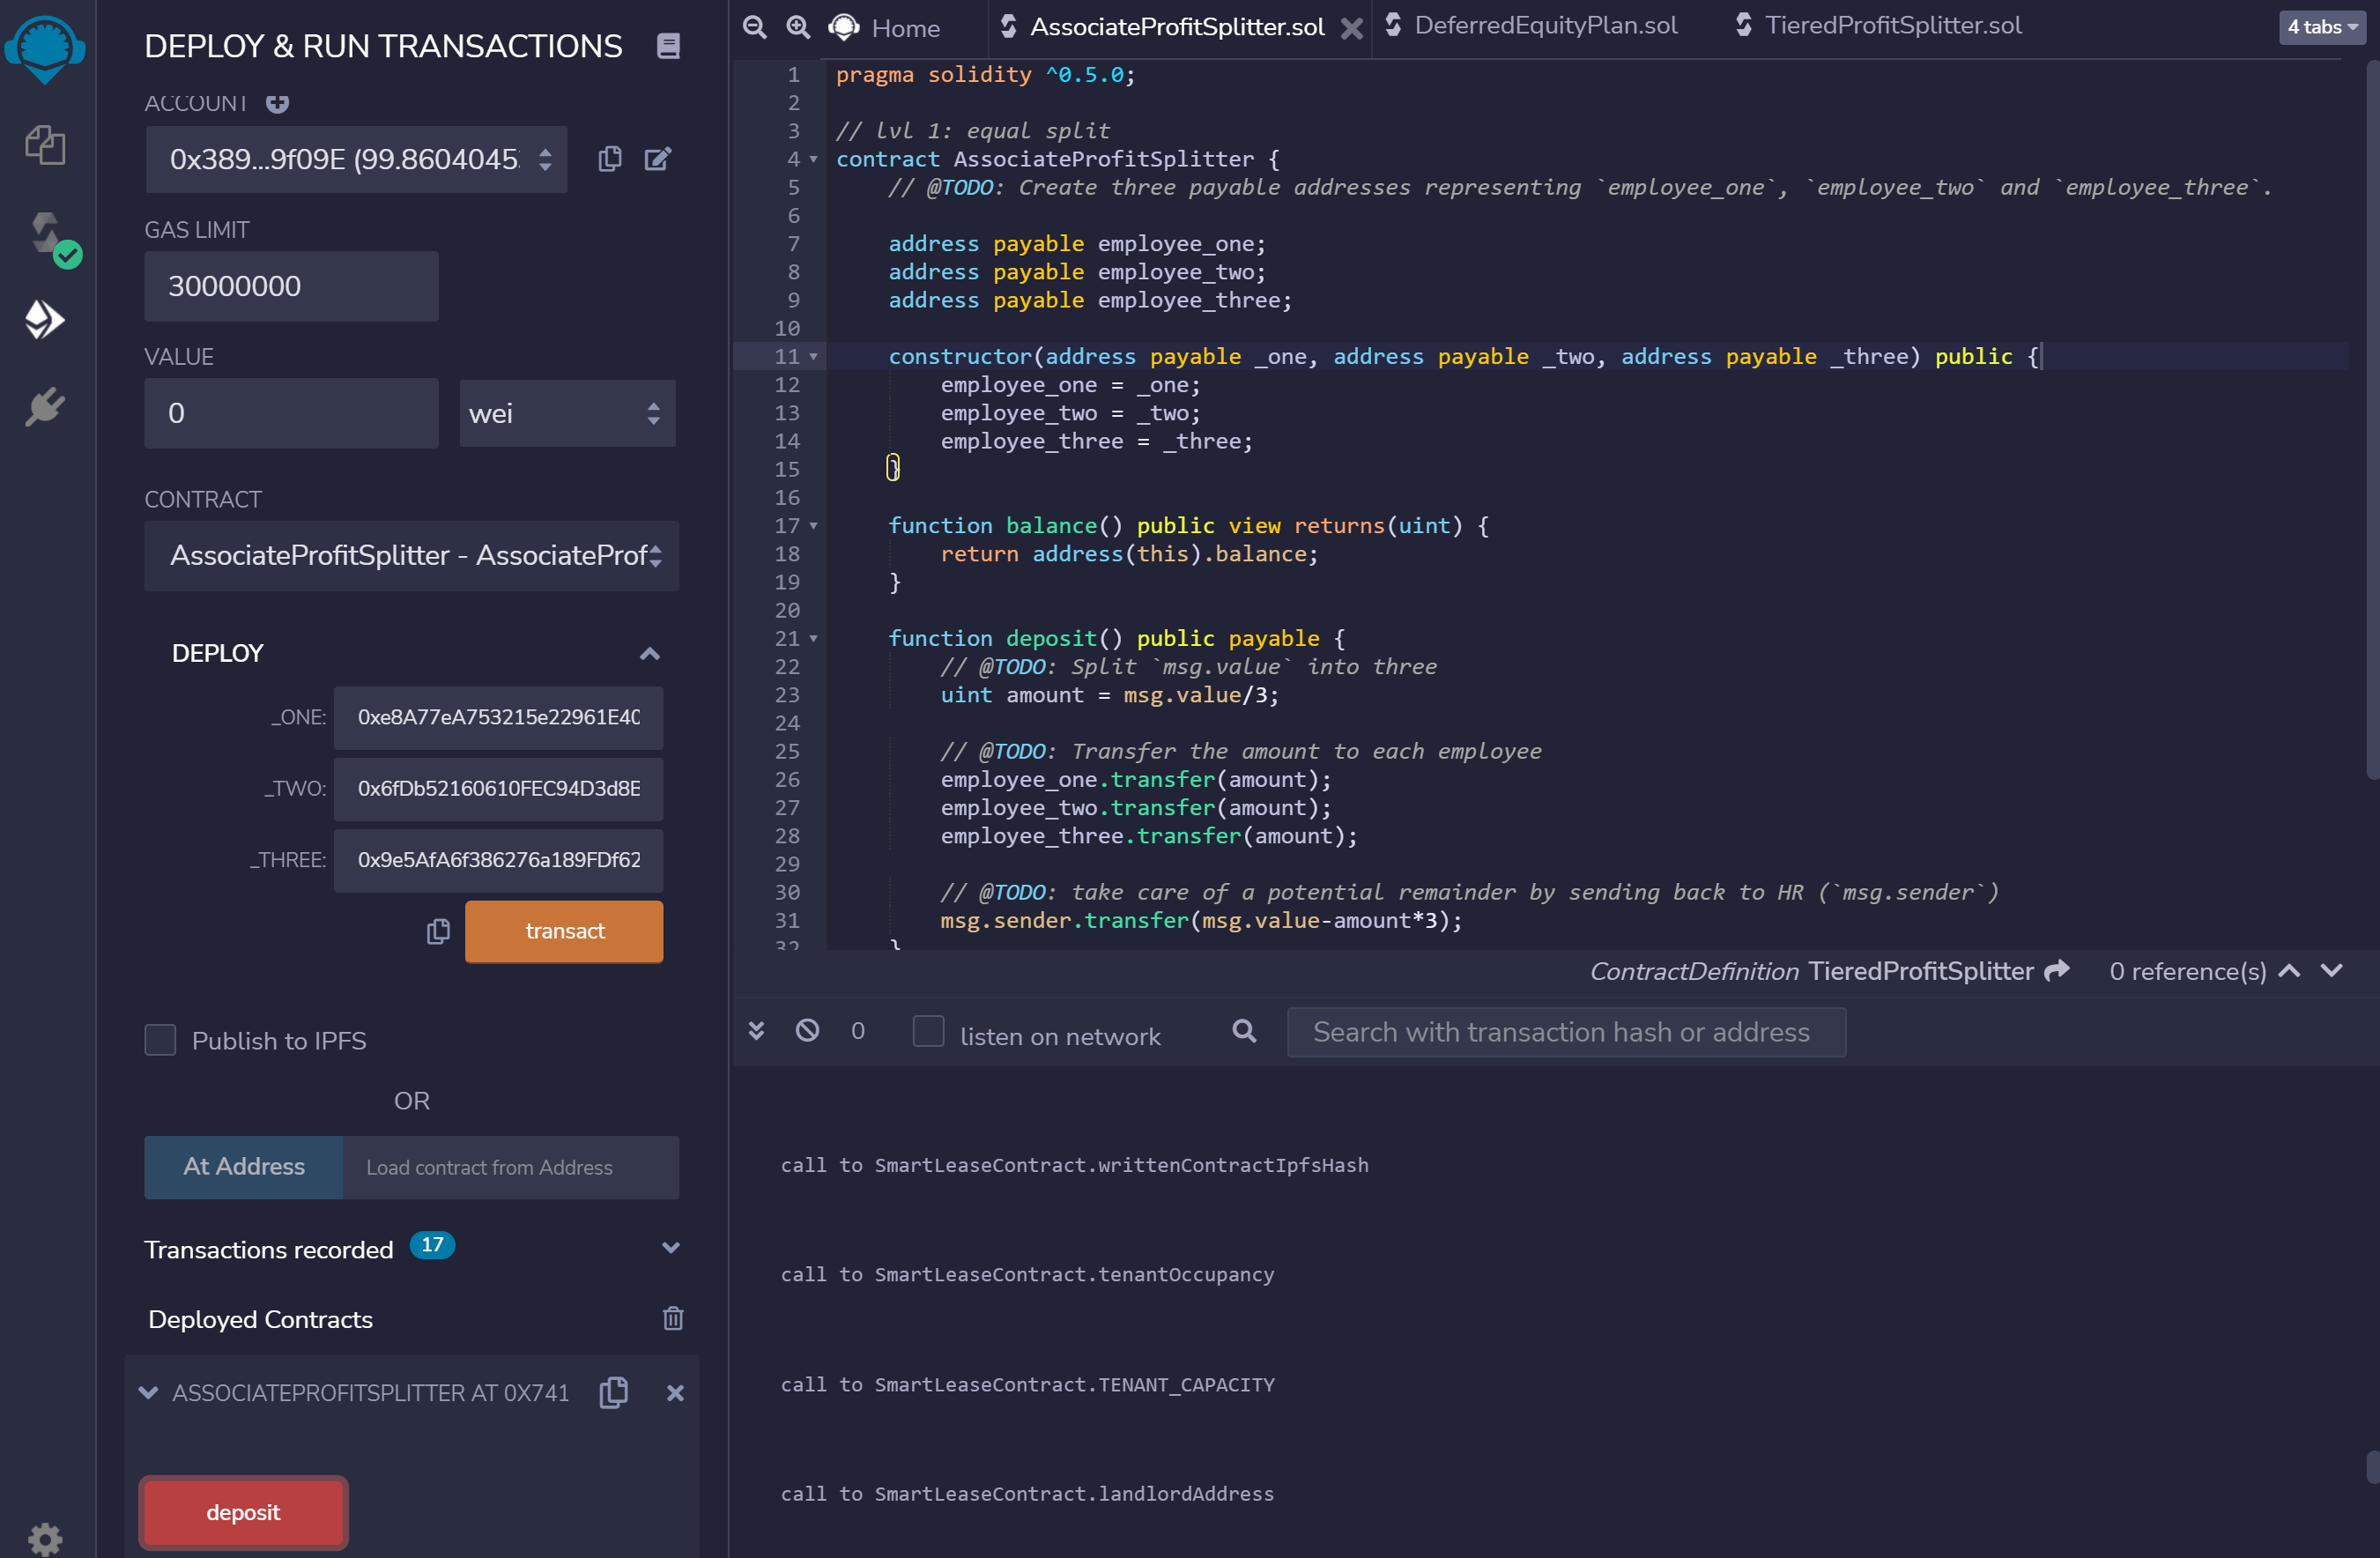 DEPLOY & RUN TRANSACTIONS
ACCOUNT
0x389...9f09E (99.8604045
GAS LIMIT
30000000
VALUE
0
wei
CONTRACT
AssociateProfitSplitter - AssociateProf
DEPLOY
_ONE:
0xe8A77eA753215e22961E40
_TWO:
0x6fDb52160610FEC94D3d8E
_THREE:
0x9e5AfA6f386276a189FDf62
transact
Publish to IPFS
OR
At Address
Load contract from Address
Transactions recorded 17
Deployed Contracts
ASSOCIATEPROFITSPLITTER AT 0X741
deposit
Home
AssociateProfitSplitter.sol
DeferredEquityPlan.sol
TieredProfitSplitter.sol
4 tabs
1 pragma solidity ^0.5.0;
2
3 // lvl 1: equal split
4 contract AssociateProfitSplitter {
5 // @TODO: Create three payable addresses representing `employee_one`, `employee_two` and `employee_three`.
6
7 address payable employee_one;
8 address payable employee_two;
9 address payable employee_three;
10
11 constructor(address payable _one, address payable _two, address payable _three) public {
12 employee_one = _one;
13 employee_two = _two;
14 employee_three = _three;
15 }
16
17 function balance() public view returns(uint) {
18 return address(this).balance;
19 }
20
21 function deposit() public payable {
22 // @TODO: Split `msg.value` into three
23 uint amount = msg.value/3;
24
25 // @TODO: Transfer the amount to each employee
26 employee_one.transfer(amount);
27 employee_two.transfer(amount);
28 employee_three.transfer(amount);
29
30 // @TODO: take care of a potential remainder by sending back to HR (`msg.sender`)
31 msg.sender.transfer(msg.value-amount*3);
32 }
ContractDefinition TieredProfitSplitter 0 reference(s)
0 listen on network Search with transaction hash or address
call to SmartLeaseContract.writtenContractIpfsHash
call to SmartLeaseContract.tenantOccupancy
call to SmartLeaseContract.TENANT_CAPACITY
call to SmartLeaseContract.landlordAddress